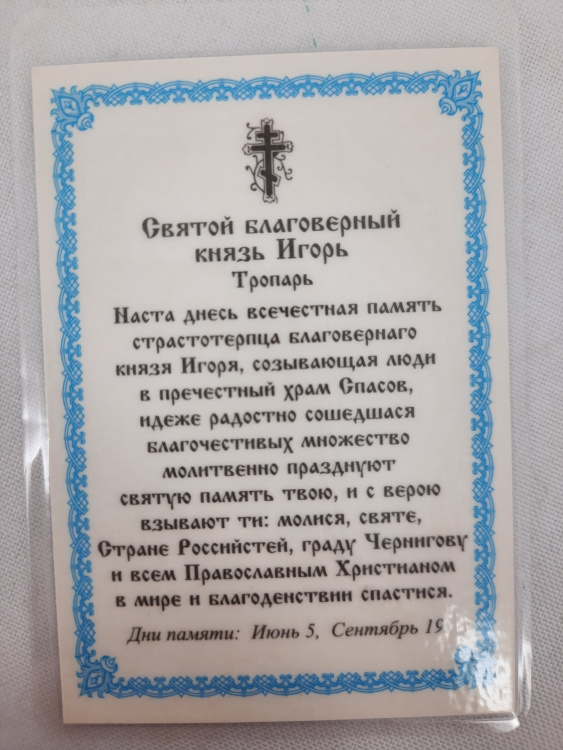 Святой благоверный
князь Игорь
Тропарь
Наста днесь всечестная память
страстотерпца благовернаго
князя Игоря, созывающая люди
в пречестный храм Спасов,
идеже радостно сошедшася
благочестивых множество
молитвенно празднуют
святую память твою, и с верою
взывают ти: молися, святе,
Стране Российстей, граду Чернигову
и всем Православным Христианом
в мире и благоденствии спастися.
Дни памяти: Июнь 5, Сентябрь 19